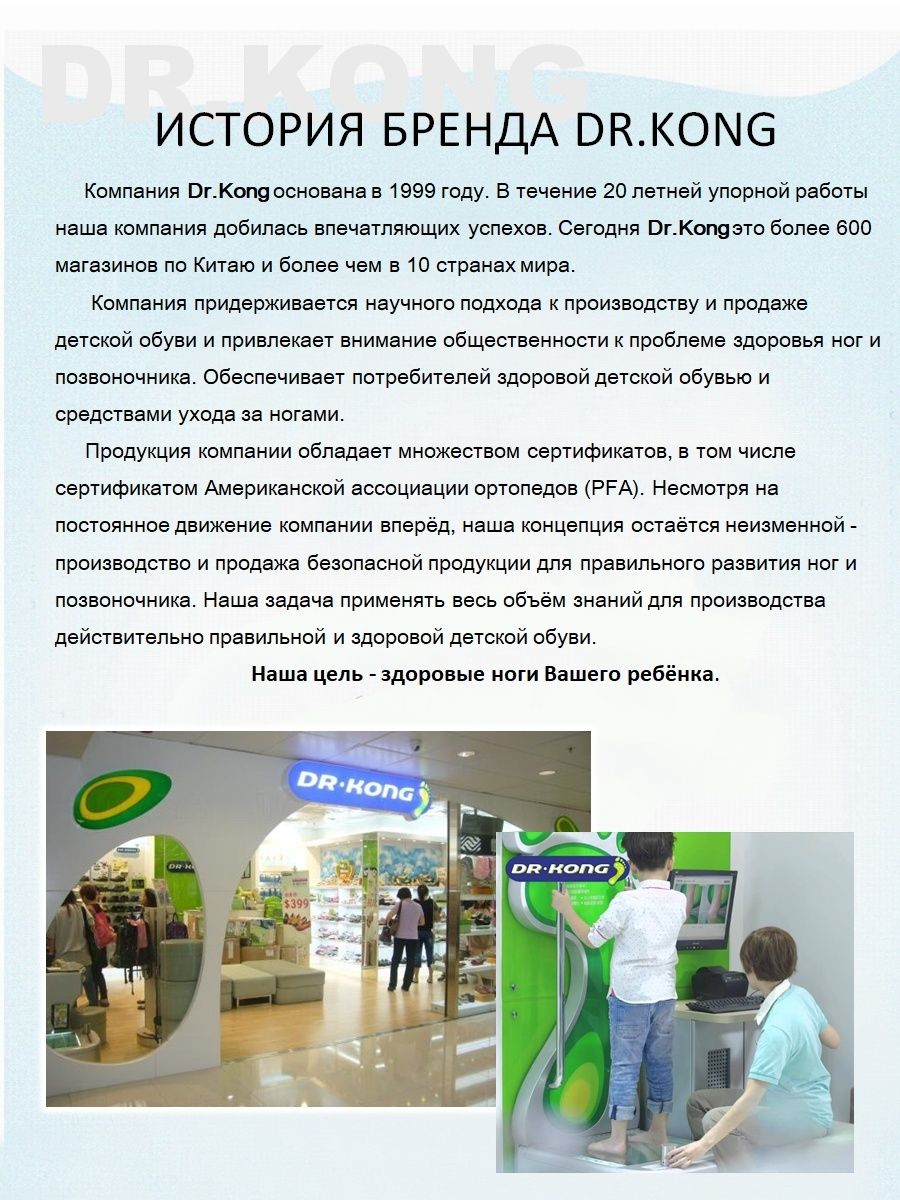 DR.KONG
ИСТОРИЯ БРЕНДА DR.KONG
Компания Dr.Kong основана в 1999 году. В течение 20 летней упорной работы
наша компания добилась впечатляющих успехов. Сегодня Dr.Kong это более 600
магазинов по Китаю и более чем в 10 странах мира.
Компания придерживается научного подхода к производству и продаже
детской обуви и привлекает внимание общественности к проблеме здоровья ног и
позвоночника. Обеспечивает потребителей здоровой детской обувью и
средствами ухода за ногами.
Продукция компании обладает множеством сертификатов, в том числе
сертификатом Американской ассоциации ортопедов (PFA). Несмотря на
постоянное движение компании вперёд, наша концепция остаётся неизменной -
производство и продажа безопасной продукции для правильного развития ног и
позвоночника. Наша задача применять весь объём знаний для производства
действительно правильной и здоровой детской обуви.
Наша цель - здоровые ноги Вашего ребёнка.
DR·KONG
DR·KO
$399
DR·KONG